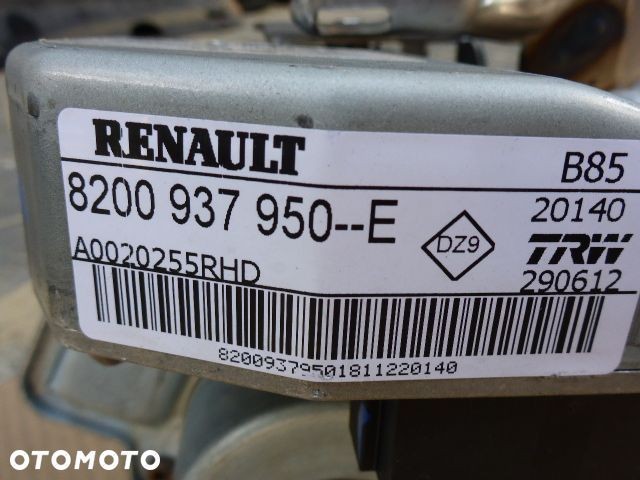 RENAULT
B85
8200 937 950--E
DZ9
20140
TRW
A0020255RHD
290612
82009379501811220140
OTOMOTO